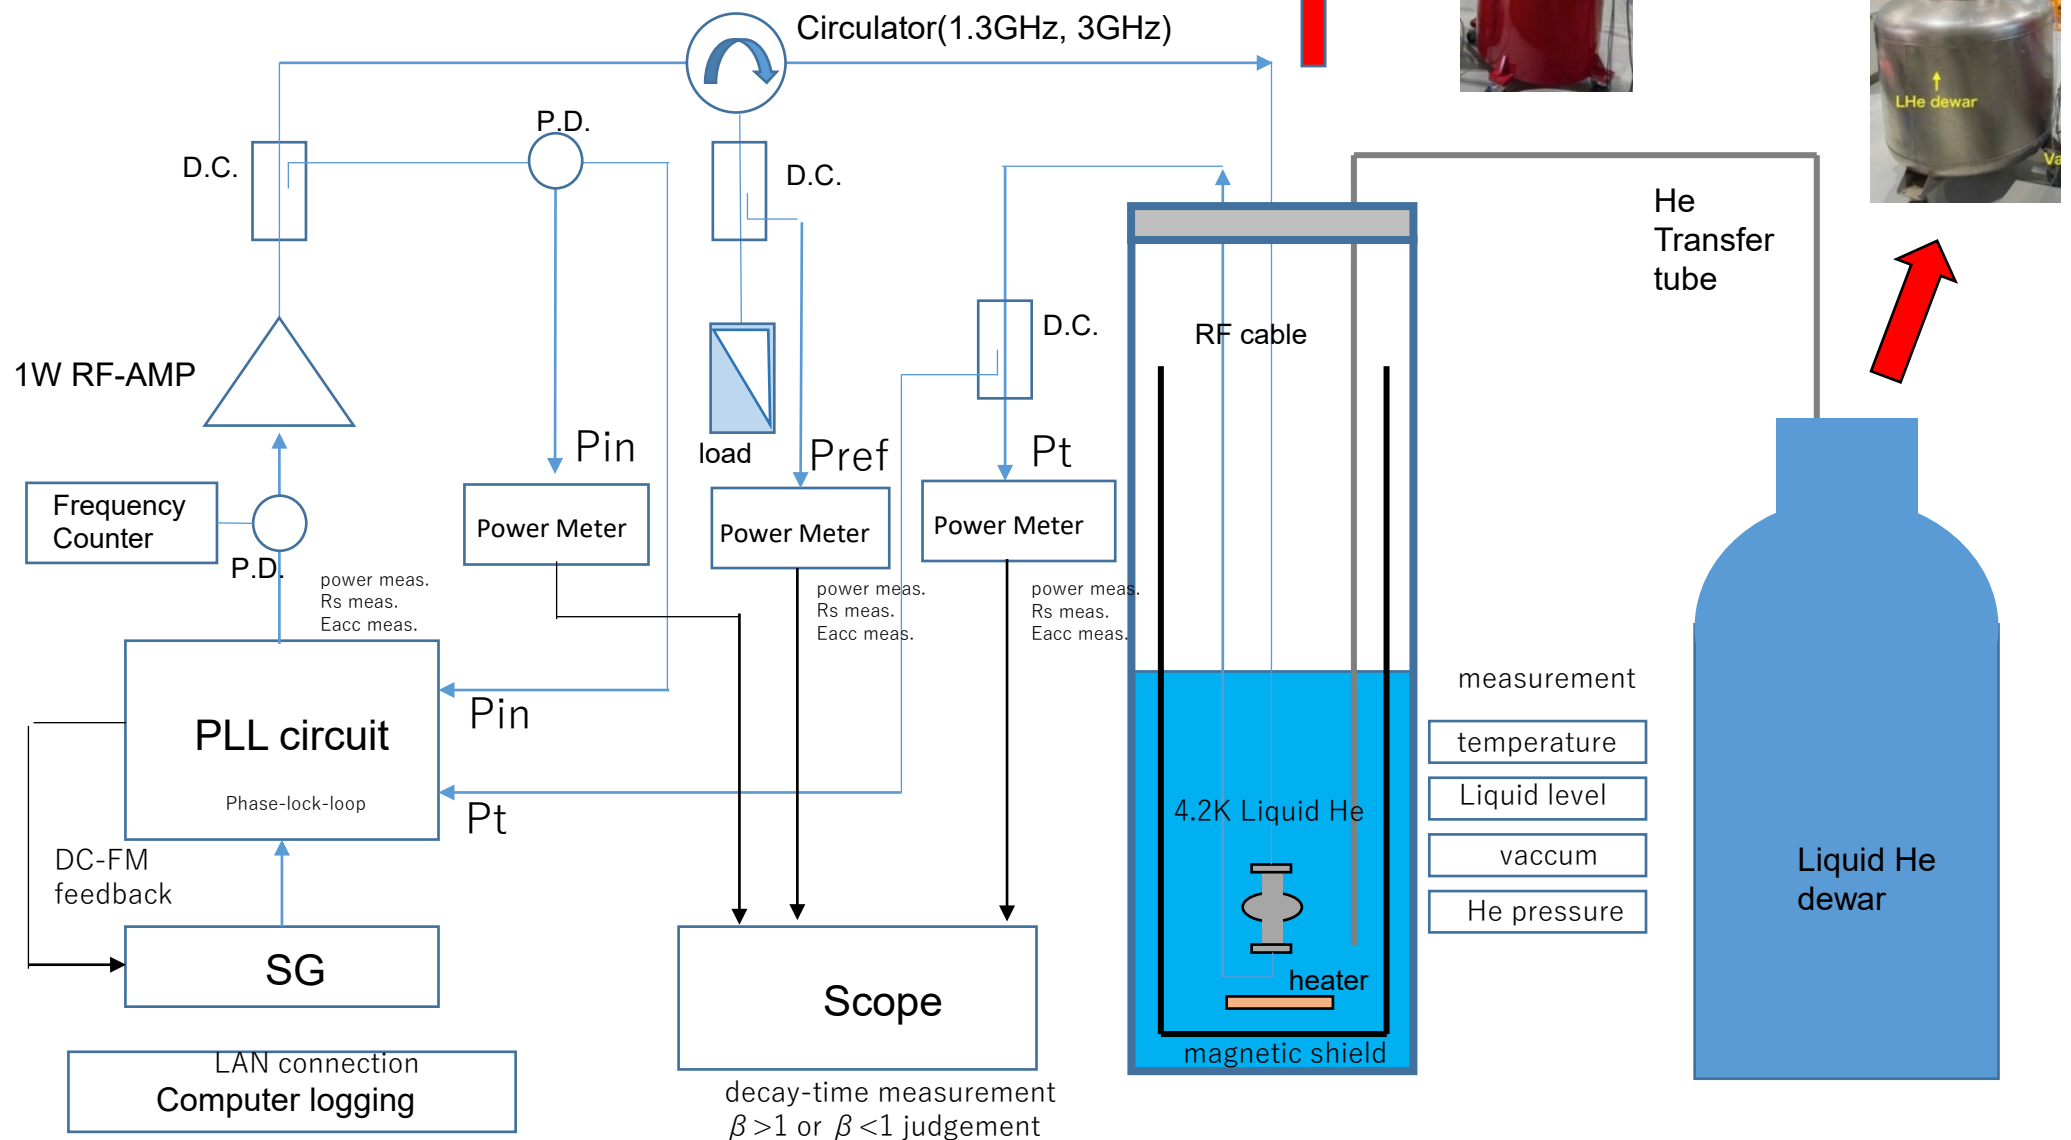 Circulator(1.3GHz, 3GHz)
LHe dewar
Va
P.D.
D.C.
D.C.
He
Transfer
tube
D.C.
RF cable
1W RF-AMP
Pin
load
Pref
Pt
Frequency
Counter
P.D.
Power Meter
Power Meter
Power Meter
power meas.
Rs meas.
Eacc meas.
power meas.
Rs meas.
Eacc meas.
power meas.
Rs meas.
Eacc meas.
measurement
temperature
Liquid level
vaccum
He pressure
Pin
PLL circuit
Phase-lock-loop
Pt
4.2K Liquid He
DC-FM
feedback
Liquid He
dewar
SG
heater
Scope
magnetic shield
LAN connection
Computer logging
decay-time measurement
β>1 or β<1 judgement